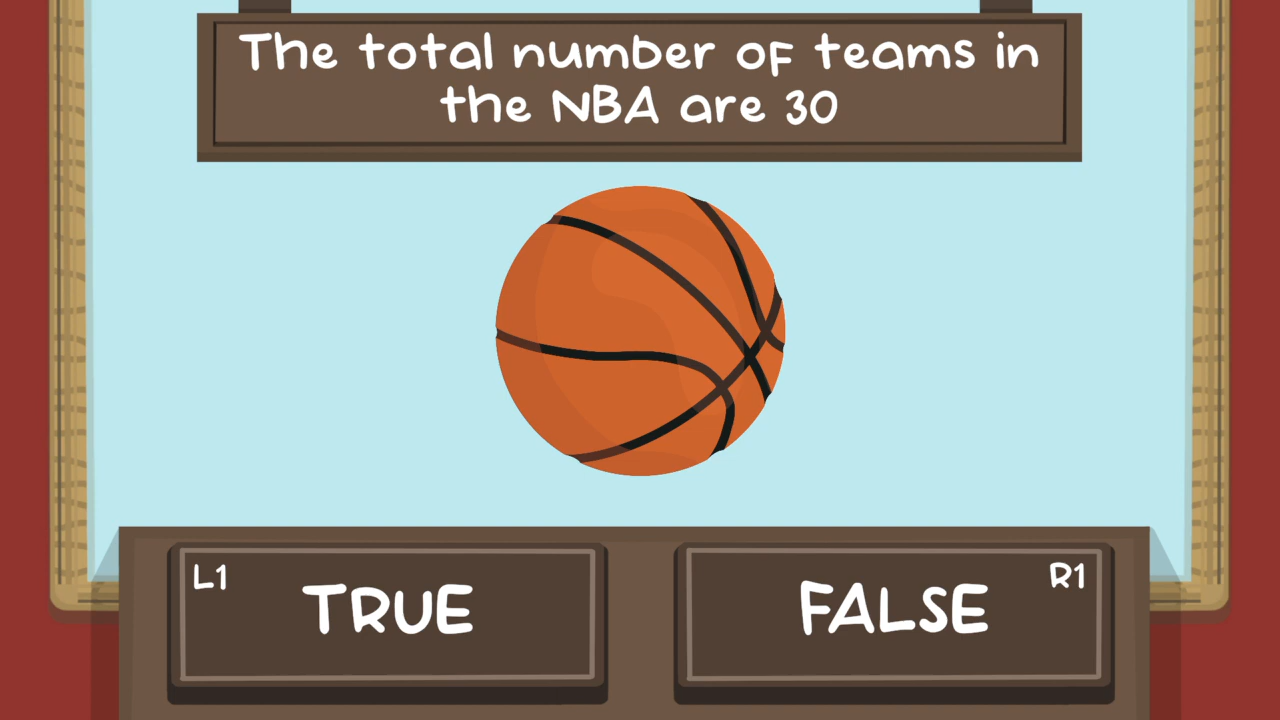 The total number of teams in
the NBA are 30
L1
TRUE
FALSE
R1